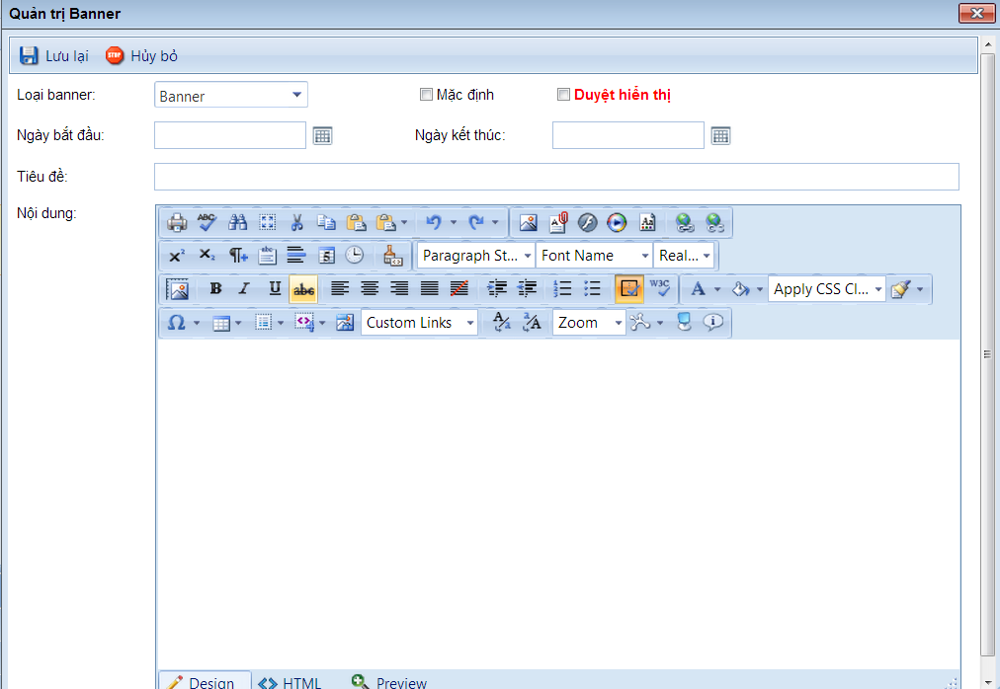 Quản trị Banner
Lưu lại Hủy bỏ
Loại banner: Banner Mặc định Duyệt hiển thị
Ngày bắt đầu: Ngày kết thúc:
Tiêu đề:
Nội dung:
Paragraph St... Font Name Real...
B I U abc W3C A Apply CSS Cl...
Ω Custom Links Zoom
Design HTML Preview